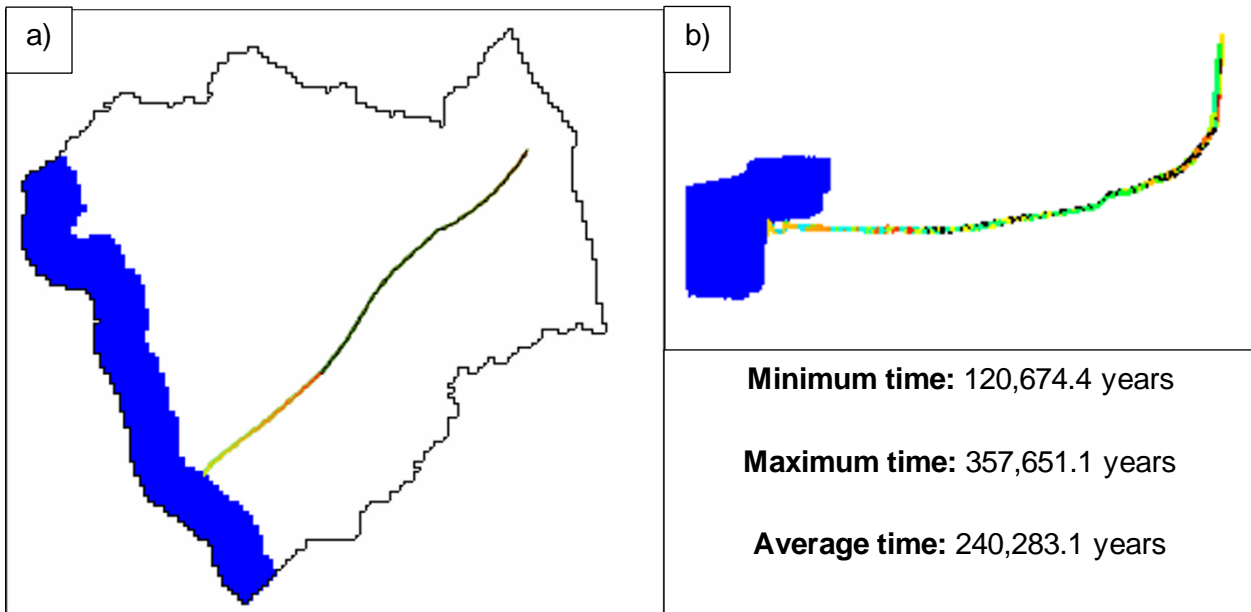 a)
b)
Minimum time: 120,674.4 years
Maximum time: 357,651.1 years
Average time: 240,283.1 years